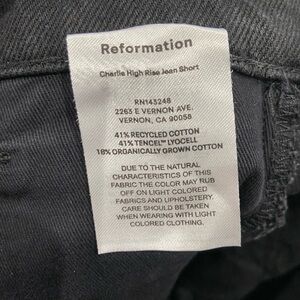 Reformation
Charlie High Rise Jean Short
RN143248
2263 E VERNON AVE.
VERNON, CA 90058
41% RECYCLED COTTON
41% TENCEL™ LYOCELL
18% ORGANICALLY GROWN COTTON
DUE TO THE NATURAL
CHARACTERISTICS OF THIS
FABRIC THE COLOR MAY RUB
OFF ON LIGHT COLORED
FABRICS AND UPHOLSTERY.
CARE SHOULD BE TAKEN
WHEN WEARING WITH LIGHT
COLORED CLOTHING.